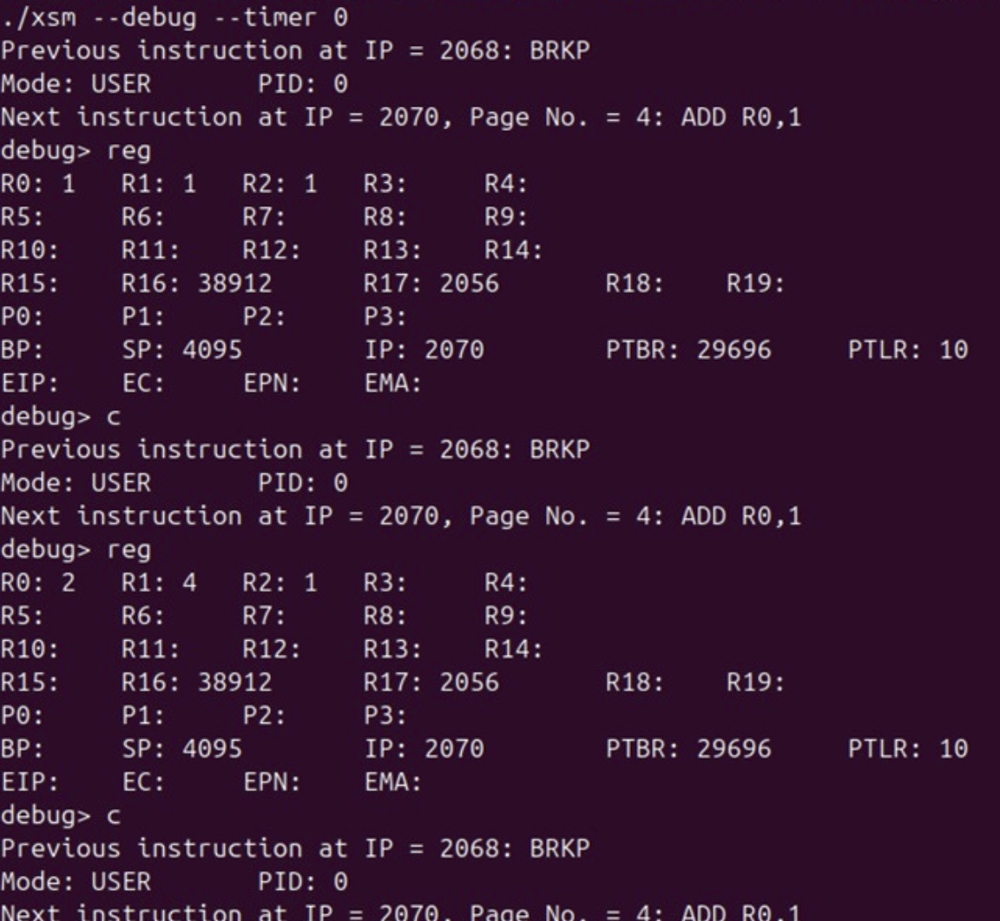 ./xsm --debug --timer 0
Previous instruction at IP = 2068: BRKP
Mode: USER PID: 0
Next instruction at IP = 2070, Page No. = 4: ADD R0,1
debug> reg
R0: 1 R1: 1 R2: 1 R3: R4:
R5: R6: R7: R8: R9:
R10: R11: R12: R13: R14:
R15: R16: 38912 R17: 2056 R18: R19:
P0: P1: P2: P3:
BP: SP: 4095 IP: 2070 PTBR: 29696 PTLR: 10
EIP: EC: EPN: EMA:
debug> c
Previous instruction at IP = 2068: BRKP
Mode: USER PID: 0
Next instruction at IP = 2070, Page No. = 4: ADD R0,1
debug> reg
R0: 2 R1: 4 R2: 1 R3: R4:
R5: R6: R7: R8: R9:
R10: R11: R12: R13: R14:
R15: R16: 38912 R17: 2056 R18: R19:
P0: P1: P2: P3:
BP: SP: 4095 IP: 2070 PTBR: 29696 PTLR: 10
EIP: EC: EPN: EMA:
debug> c
Previous instruction at IP = 2068: BRKP
Mode: USER PID: 0
Next instruction at IP = 2070, Page No. = 4: ADD R0,1